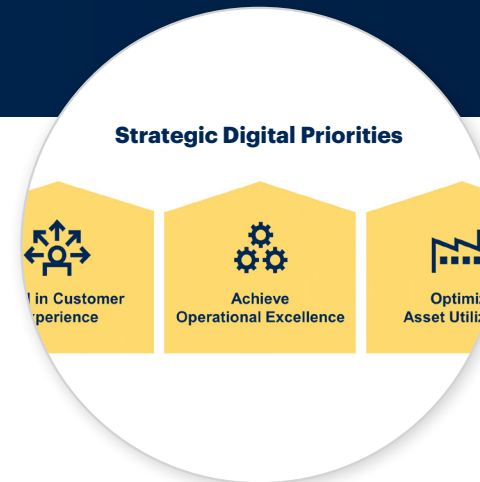 Strategic Digital Priorities
in Customer
Achieve
Operational Excellence
Asset